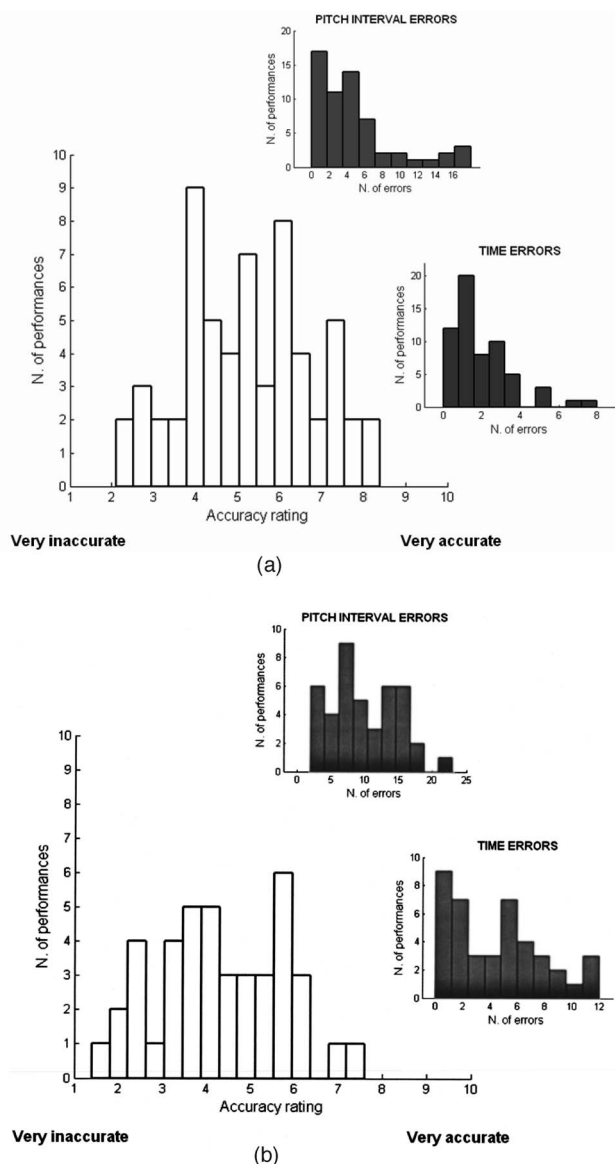 PITCH INTERVAL ERRORS
20
15
10
5
0
N. of performances
0 2 4 6 8 10 12 14 16
N. of errors
10
9
8
7
6
5
4
3
2
1
0
N. of performances
TIME ERRORS
20
15
10
5
0
N. of performances
0 2 4 6 8
N. of errors
1 2 3 4 5 6 7 8 9 10
Accuracy rating
Very inaccurate Very accurate
(a)
PITCH INTERVAL ERRORS
10
8
6
4
2
0
N. of performances
0 5 10 15 20 25
N. of errors
10
9
8
7
6
5
4
3
2
1
0
N. of performances
TIME ERRORS
10
8
6
4
2
0
N. of performances
0 2 4 6 8 10 12
N. of errors
1 2 3 4 5 6 7 8 9 10
Accuracy rating
Very inaccurate Very accurate
(b)